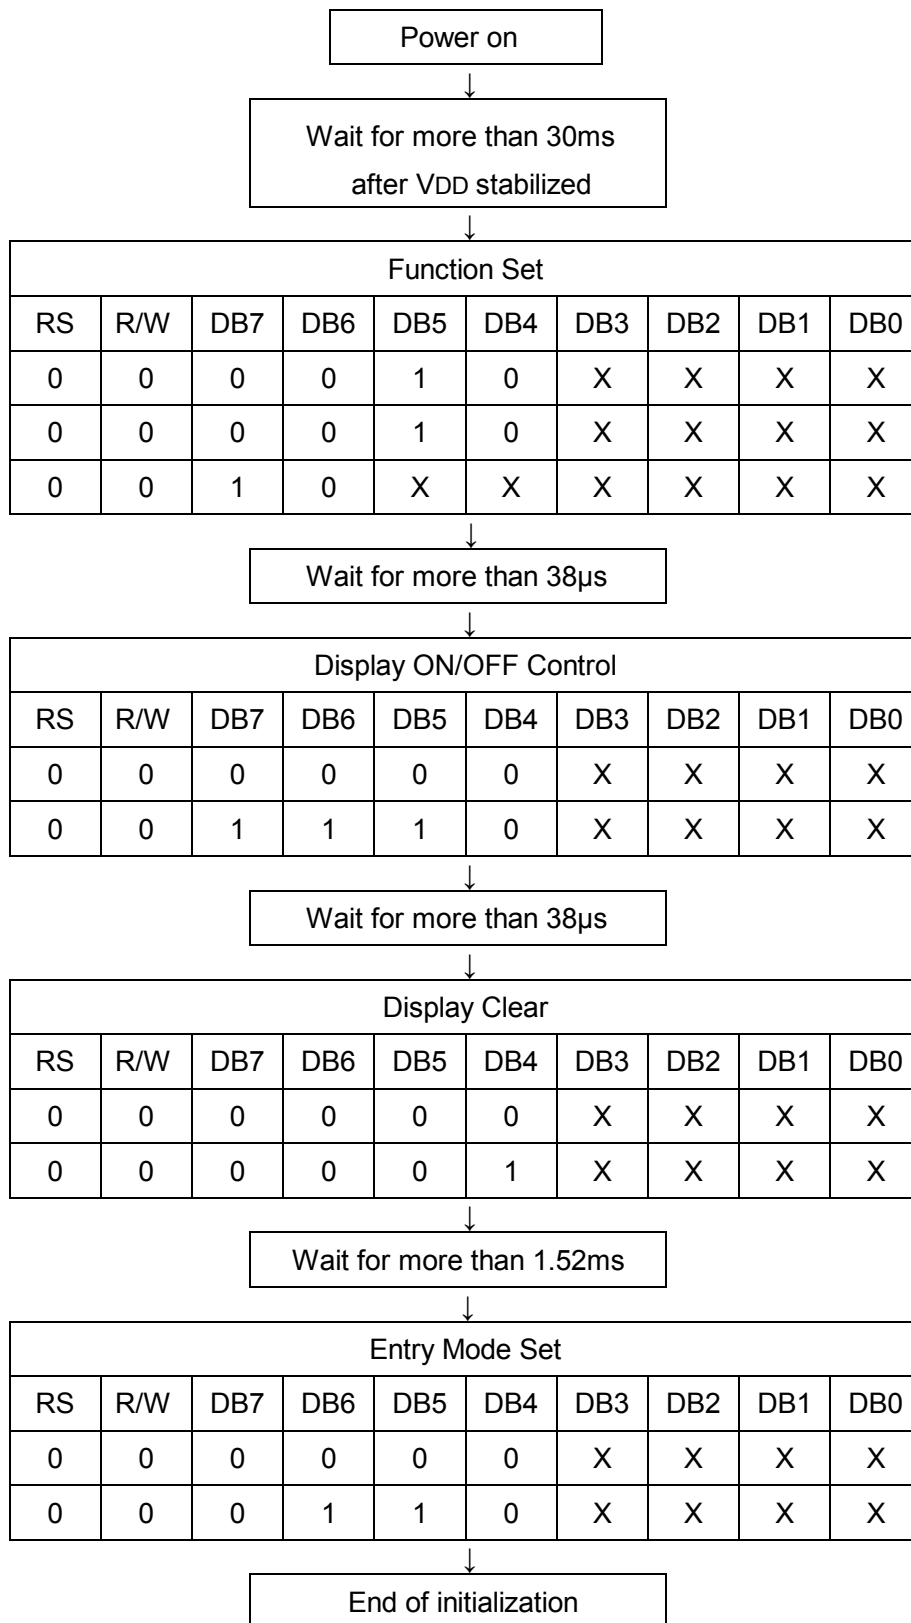 Power on
↓
Wait for more than 30ms
after VDD stabilized
↓
Function Set
RS R/W DB7 DB6 DB5 DB4 DB3 DB2 DB1 DB0
0 0 0 0 1 0 X X X X
0 0 0 0 1 0 X X X X
0 0 1 0 X X X X X X
↓
Wait for more than 38µs
↓
Display ON/OFF Control
RS R/W DB7 DB6 DB5 DB4 DB3 DB2 DB1 DB0
0 0 0 0 0 0 X X X X
0 0 1 1 1 0 X X X X
↓
Wait for more than 38µs
↓
Display Clear
RS R/W DB7 DB6 DB5 DB4 DB3 DB2 DB1 DB0
0 0 0 0 0 0 X X X X
0 0 0 0 0 1 X X X X
↓
Wait for more than 1.52ms
↓
Entry Mode Set
RS R/W DB7 DB6 DB5 DB4 DB3 DB2 DB1 DB0
0 0 0 0 0 0 X X X X
0 0 0 1 1 0 X X X X
↓
End of initialization